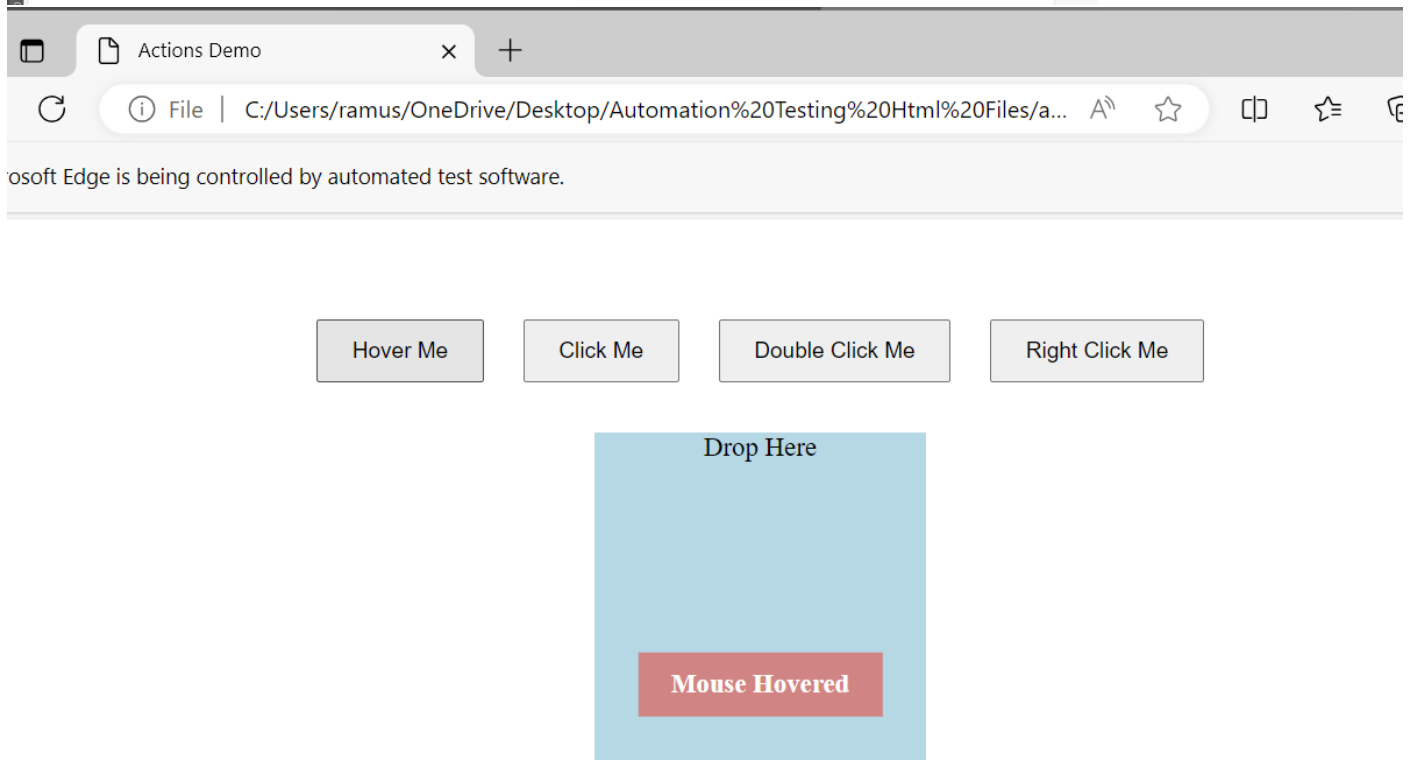 Actions Demo
File C:/Users/ramus/OneDrive/Desktop/Automation%20Testing%20Html%20Files/a...
rosoft Edge is being controlled by automated test software.
Hover Me Click Me Double Click Me Right Click Me
Drop Here
Mouse Hovered